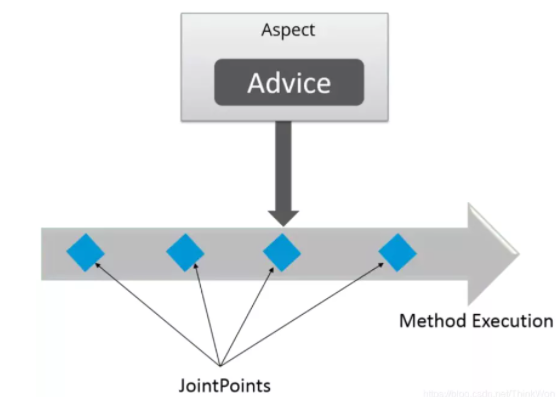 Aspect
Advice
Method Execution
JointPoints